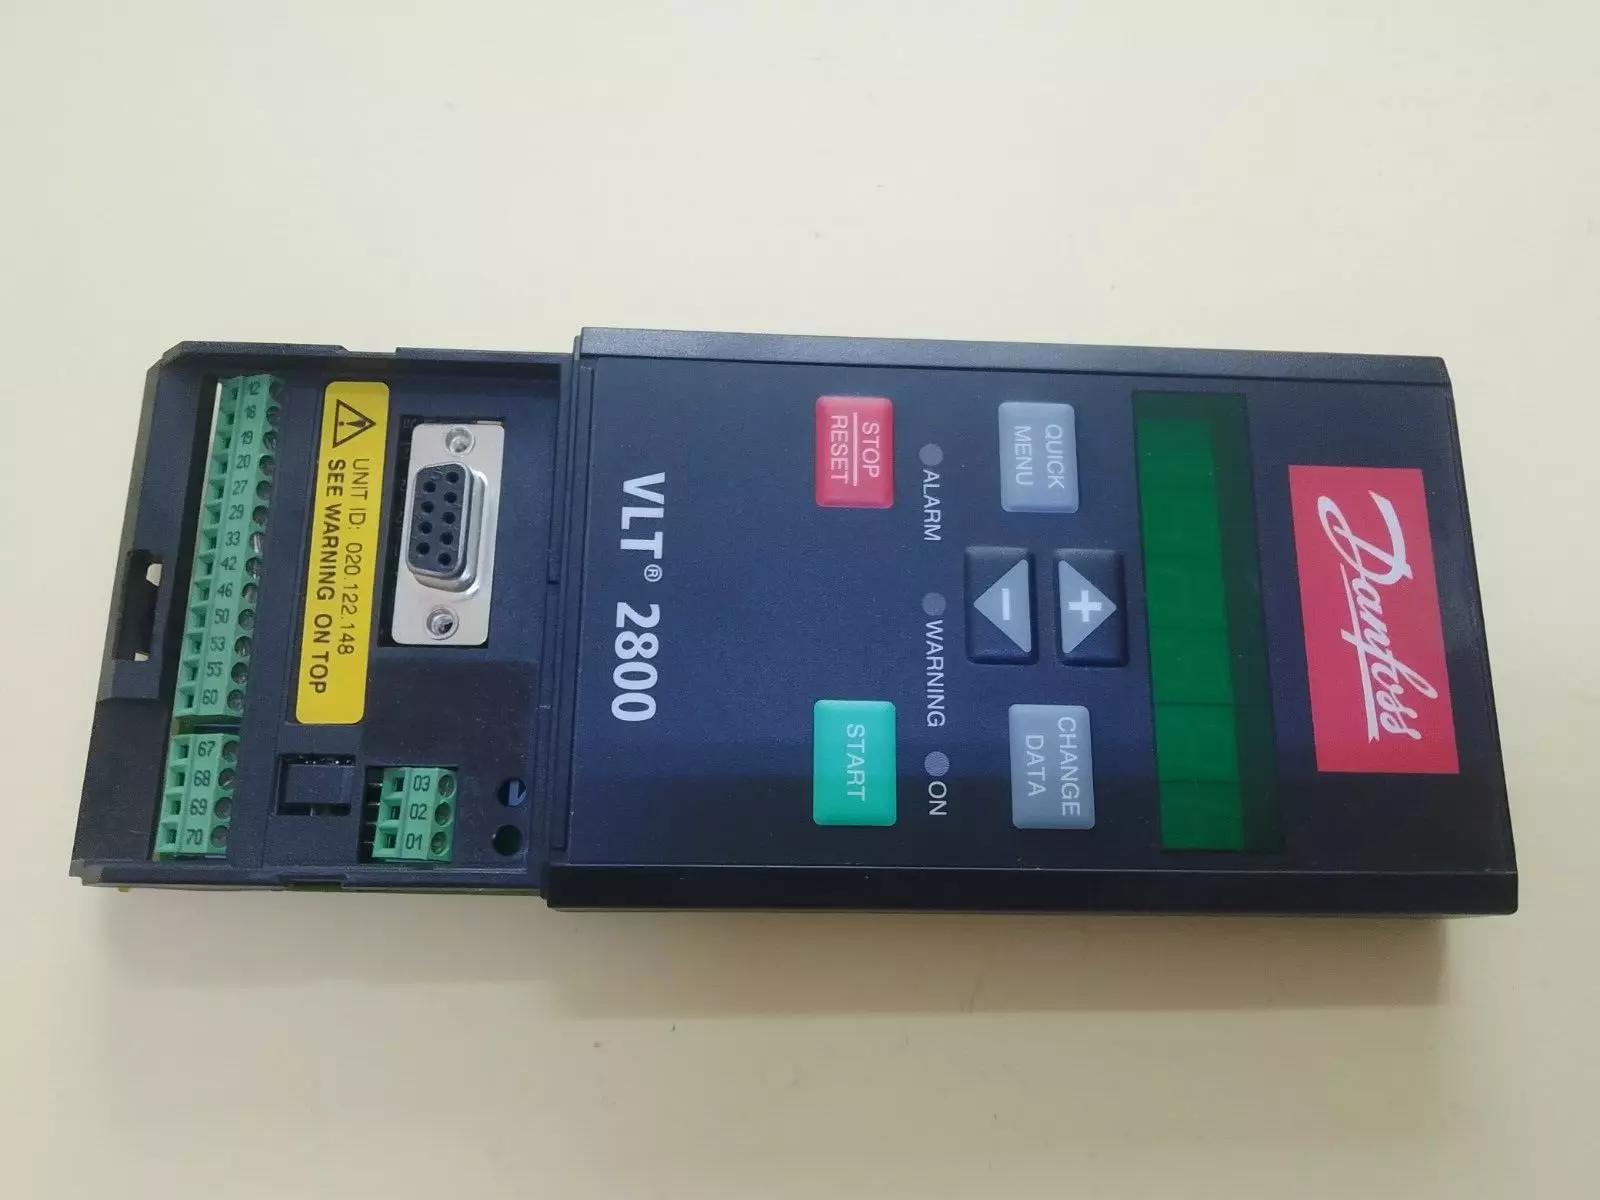 Danfoss
QUICK
MENU
+
-
CHANGE
DATA
ALARM
WARNING
ON
STOP
RESET
START
VLT® 2800
03
02
01
UNIT ID: 020.122.148
SEE WARNING ON TOP
12
18
19
20
27
29
33
42
46
50
53
55
60
67
68
69
70